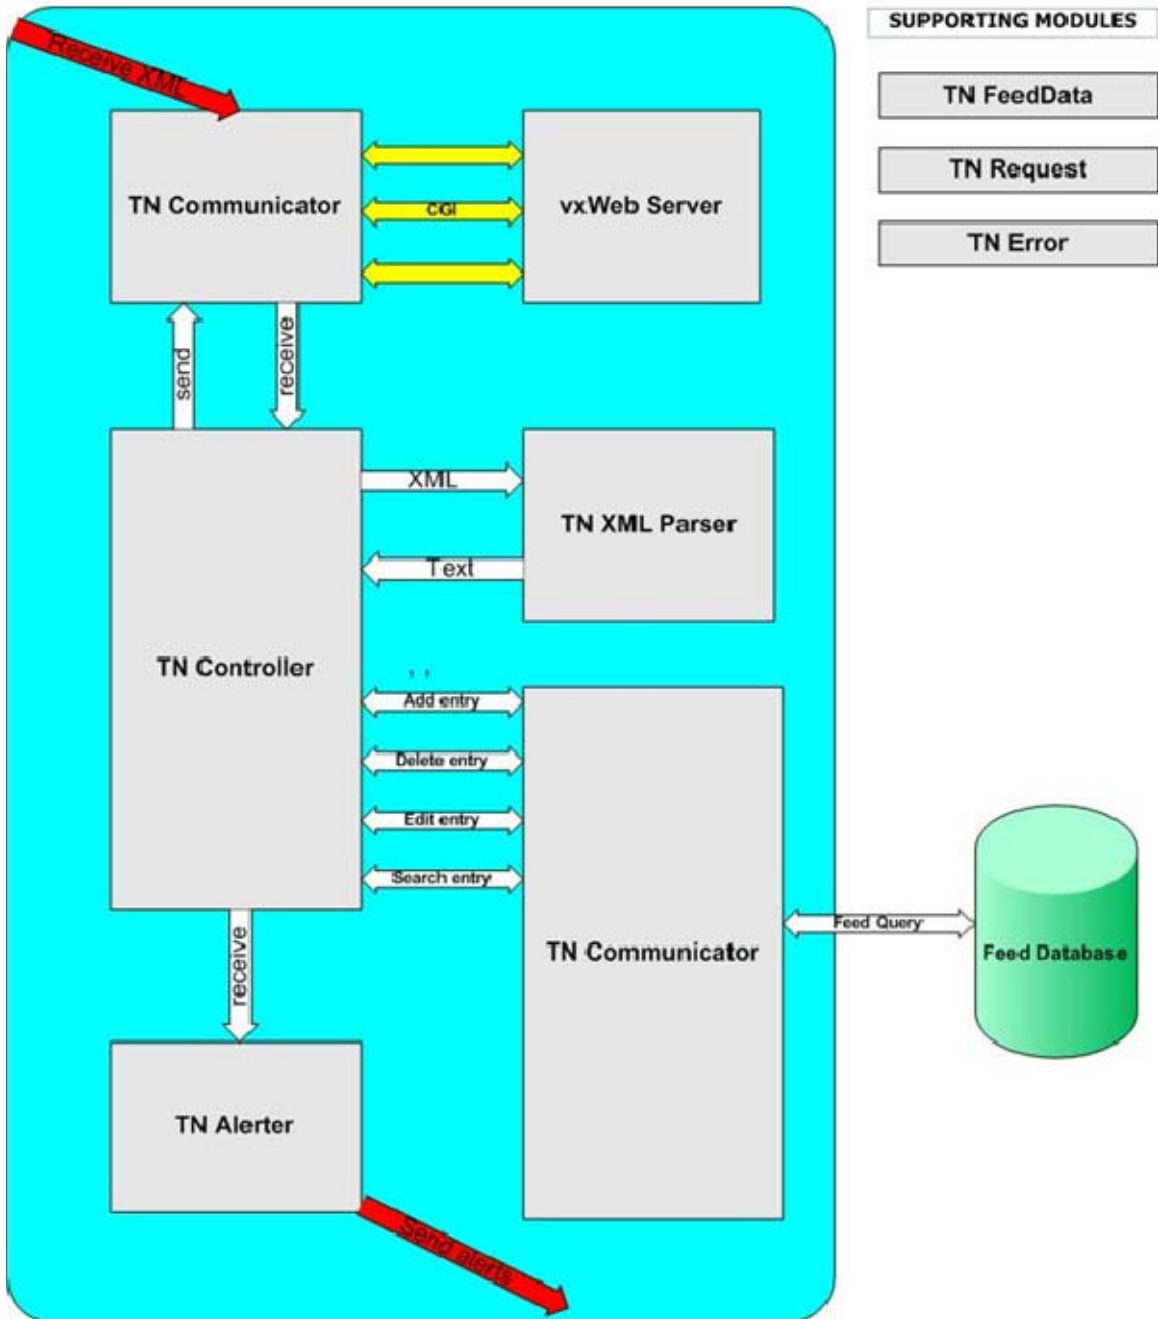 SUPPORTING MODULES
Receive XML
TN FeedData
TN Communicator
CGI
vxWeb Server
TN Request
TN Error
send
receive
XML
TN XML Parser
Text
TN Controller
, ,
Add entry
Delete entry
Edit entry
Search entry
TN Communicator
Feed Query
Feed Database
receive
TN Alerter
Send alerts